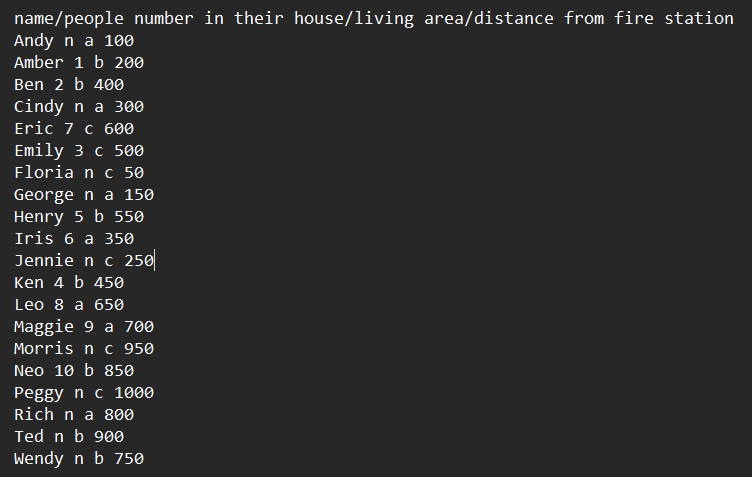 name/people number in their house/living area/distance from fire station
Andy n a 100
Amber 1 b 200
Ben 2 b 400
Cindy n a 300
Eric 7 c 600
Emily 3 c 500
Floria n c 50
George n a 150
Henry 5 b 550
Iris 6 a 350
Jennie n c 250
Ken 4 b 450
Leo 8 a 650
Maggie 9 a 700
Morris n c 950
Neo 10 b 850
Peggy n c 1000
Rich n a 800
Ted n b 900
Wendy n b 750